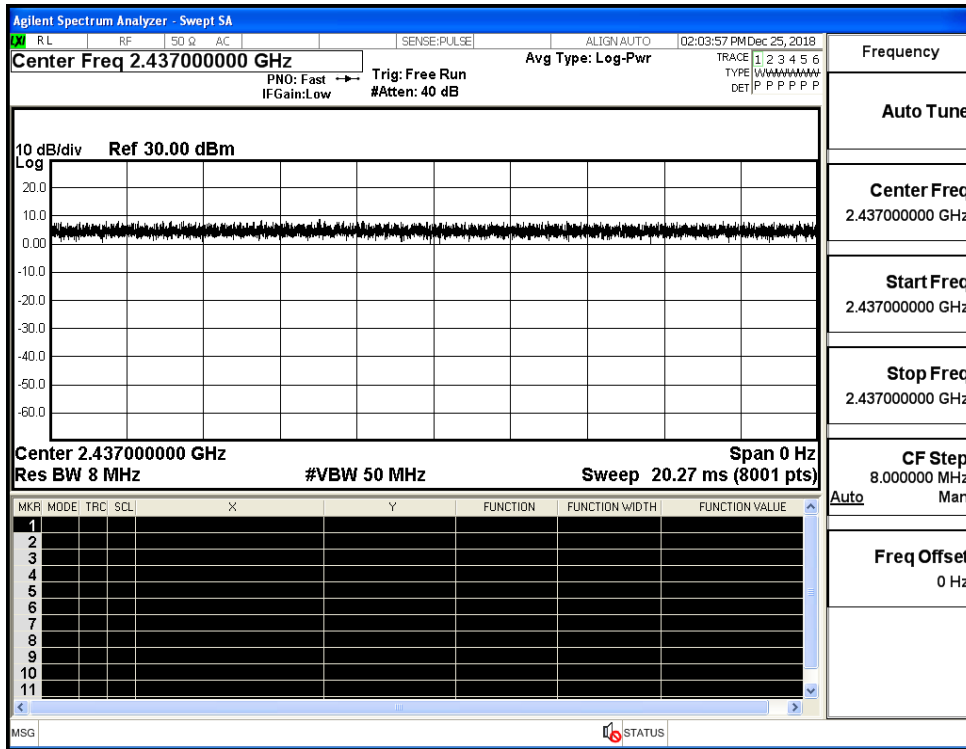 Agilent Spectrum Analyzer - Swept SA
LXI RL RF 50 Ω AC SENSE:PULSE ALIGN AUTO 02:03:57 PM Dec 25, 2018
Center Freq 2.437000000 GHz
PNO: Fast
IFGain:Low
Trig: Free Run
#Atten: 40 dB
Avg Type: Log-Pwr
TRACE 1 2 3 4 5 6
TYPE
DET P P P P P P
10 dB/div Ref 30.00 dBm
Log
20.0
10.0
0.00
-10.0
-20.0
-30.0
-40.0
-50.0
-60.0
Center 2.437000000 GHz Span 0 Hz
Res BW 8 MHz #VBW 50 MHz Sweep 20.27 ms (8001 pts)
MKR MODE TRC SCL X Y FUNCTION FUNCTION WIDTH FUNCTION VALUE
1
2
3
4
5
6
7
8
9
10
11
MSG STATUS
Frequency
Auto Tune
Center Freq
2.437000000 GHz
Start Freq
2.437000000 GHz
Stop Freq
2.437000000 GHz
CF Step
8.000000 MHz
Auto Man
Freq Offset
0 Hz